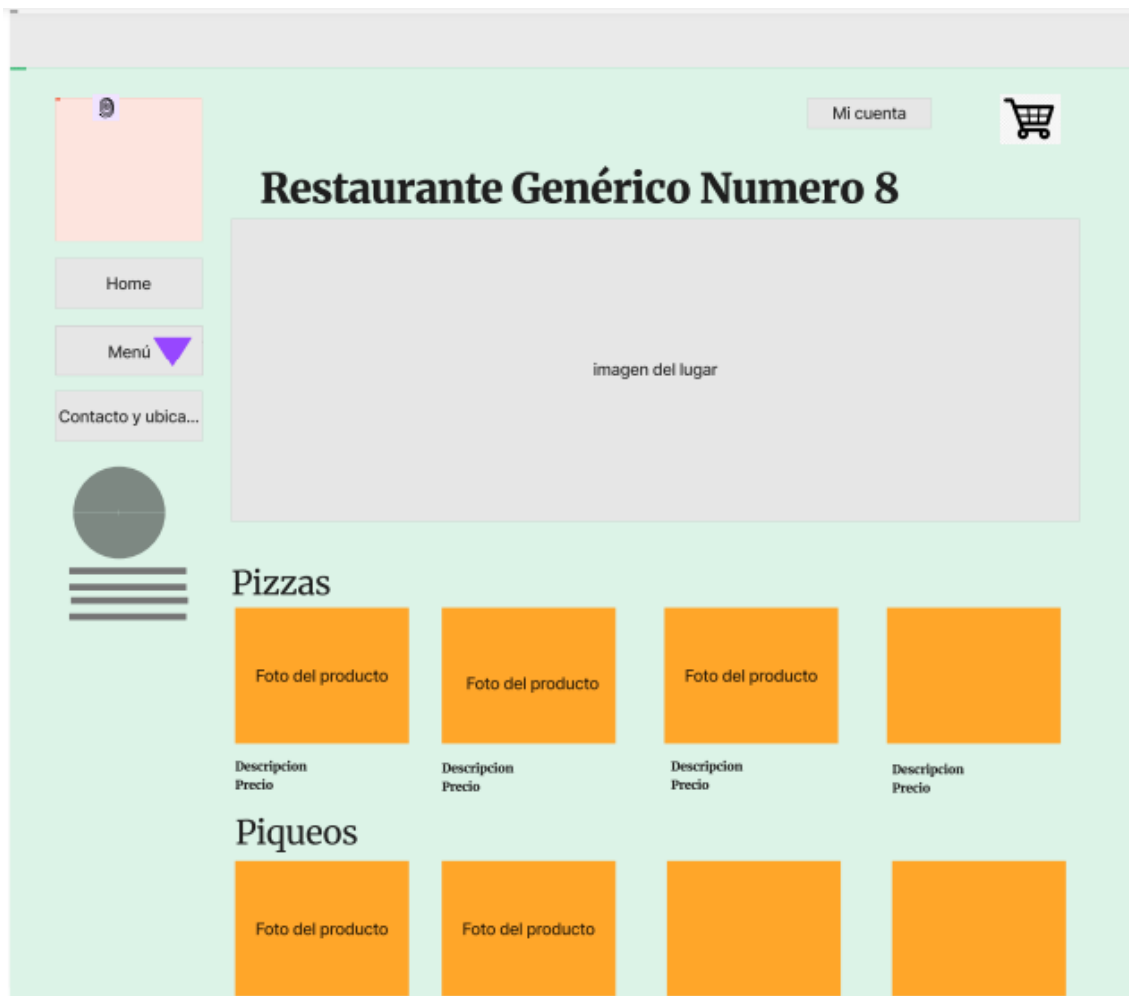 Mi cuenta
Restaurante Genérico Numero 8
Home
Menú
Contacto y ubica...
imagen del lugar
Pizzas
Foto del producto
Foto del producto
Foto del producto
Descripcion
Precio
Descripcion
Precio
Descripcion
Precio
Descripcion
Precio
Piqueos
Foto del producto
Foto del producto